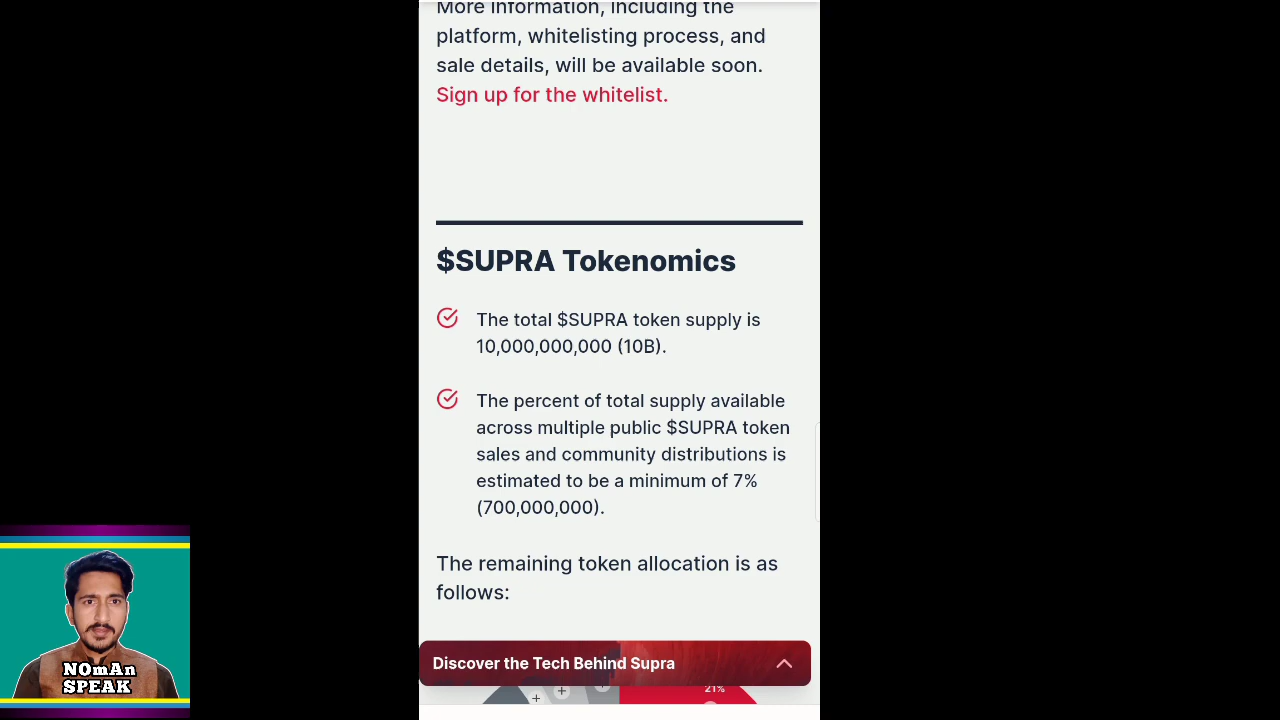 More information, including the
platform, whitelisting process, and
sale details, will be available soon.
Sign up for the whitelist.
$SUPRA Tokenomics
The total $SUPRA token supply is
10,000,000,000 (10B).
The percent of total supply available
across multiple public $SUPRA token
sales and community distributions is
estimated to be a minimum of 7%
(700,000,000).
The remaining token allocation is as
follows:
Discover the Tech Behind Supra
21%
NOmAn
SPEAK